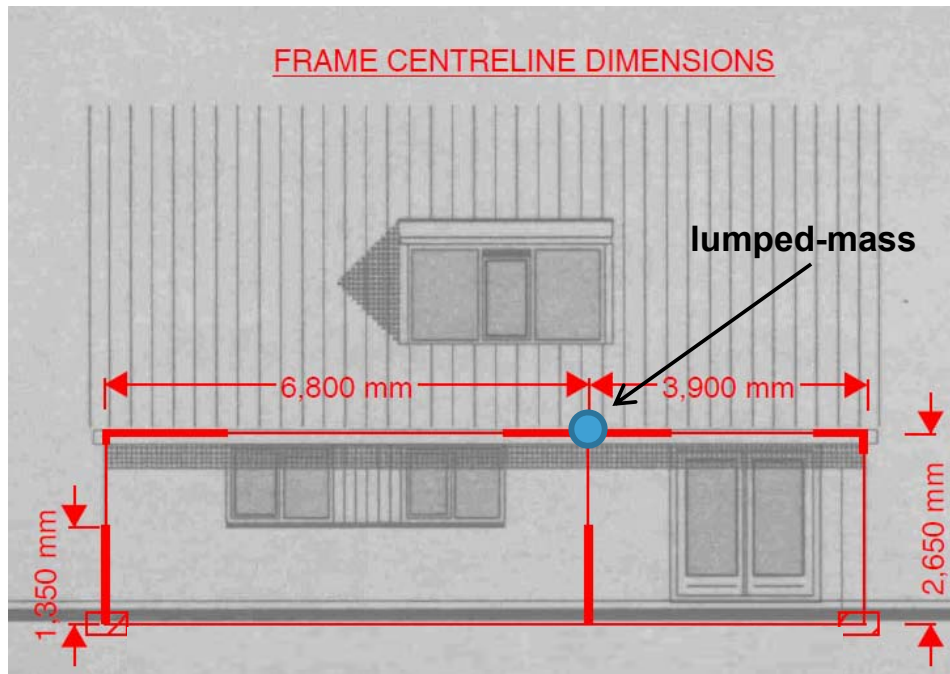 FRAME CENTRELINE DIMENSIONS
lumped-mass
6,800 mm
3,900 mm
1,350 mm
2,650 mm